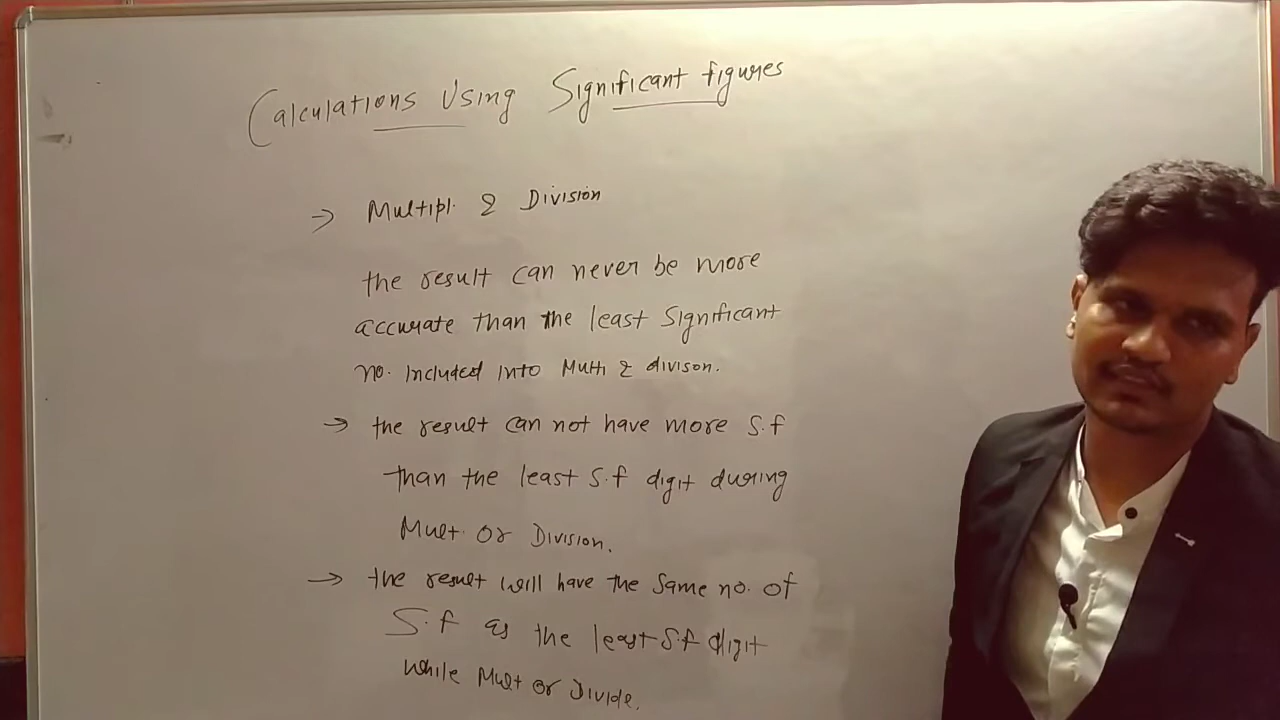 Calculations Using Significant figures
→ Multipl. & Division
the result can never be more
accurate than the least Significant
no. included into Multi & divison.
→ the result can not have more S.f
than the least S.f digit during
Mult. Or Division.
→ the result will have the same no. of
S.f as the least S.f digit
while Mult or Divide.